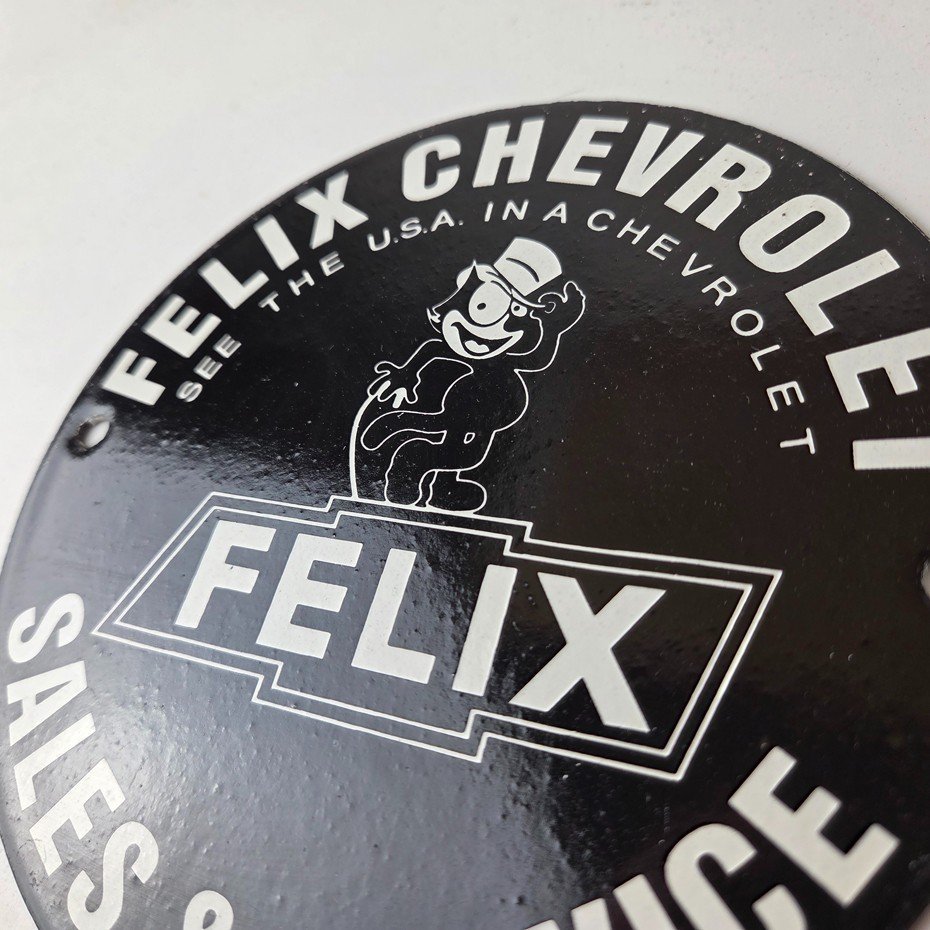 FELIX CHEVROLET
SEE THE U.S.A. IN A CHEVROLET
FELIX
SALES &